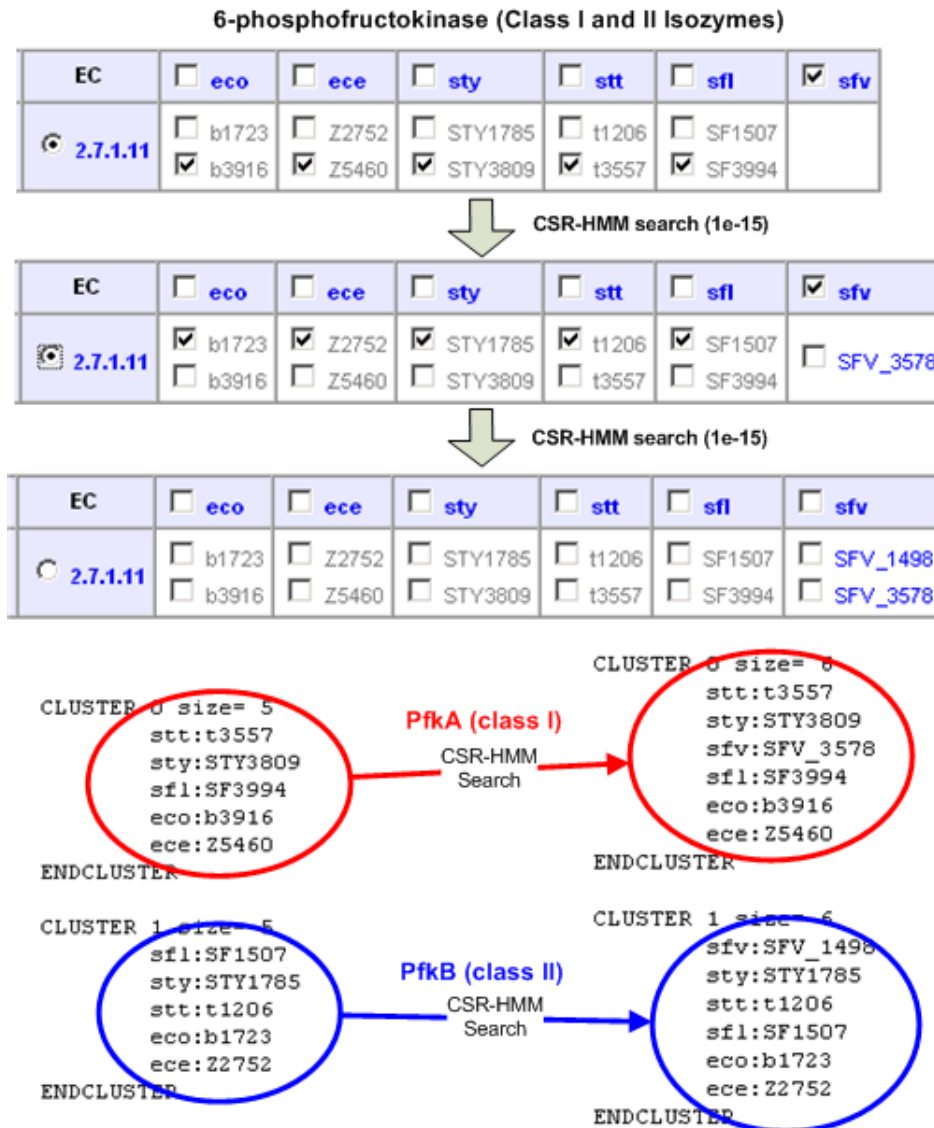 6-phosphofructokinase (Class I and II Isozymes)
EC eco ece sty stt sfl sfv
2.7.1.11
b1723 Z2752 STY1785 t1206 SF1507
b3916 Z5460 STY3809 t3557 SF3994
CSR-HMM search (1e-15)
EC eco ece sty stt sfl sfv
2.7.1.11
b1723 Z2752 STY1785 t1206 SF1507
b3916 Z5460 STY3809 t3557 SF3994
SFV_3578
CSR-HMM search (1e-15)
EC eco ece sty stt sfl sfv
2.7.1.11
b1723 Z2752 STY1785 t1206 SF1507 SFV_1498
b3916 Z5460 STY3809 t3557 SF3994 SFV_3578
CLUSTER 0 size= 5
stt:t3557
sty:STY3809
sfl:SF3994
eco:b3916
ece:Z5460
ENDCLUSTER
PfkA (class I)
CSR-HMM
Search
CLUSTER 0 size= 6
stt:t3557
sty:STY3809
sfv:SFV_3578
sfl:SF3994
eco:b3916
ece:Z5460
ENDCLUSTER
CLUSTER 1 size= 5
sfl:SF1507
sty:STY1785
stt:t1206
eco:b1723
ece:Z2752
ENDCLUSTER
PfkB (class II)
CSR-HMM
Search
CLUSTER 1 size= 6
sfv:SFV_1498
sty:STY1785
stt:t1206
sfl:SF1507
eco:b1723
ece:Z2752
ENDCLUSTER